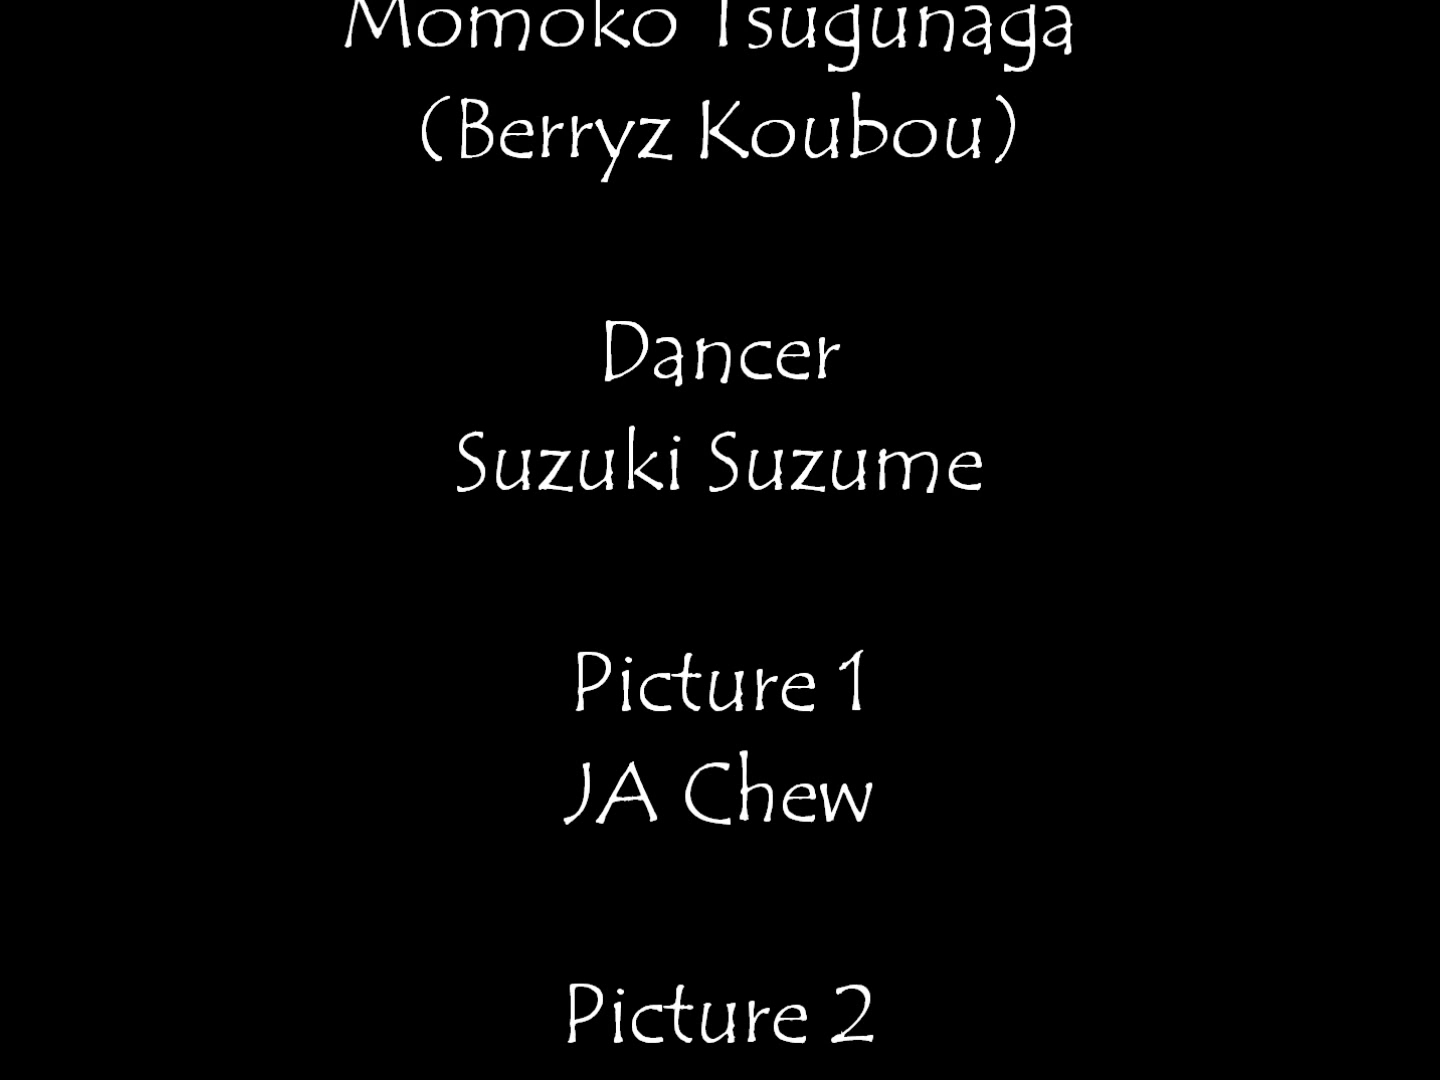 Momoko Tsugunaga
(Berryz Koubou)
Dancer
Suzuki Suzume
Picture 1
JA Chew
Picture 2